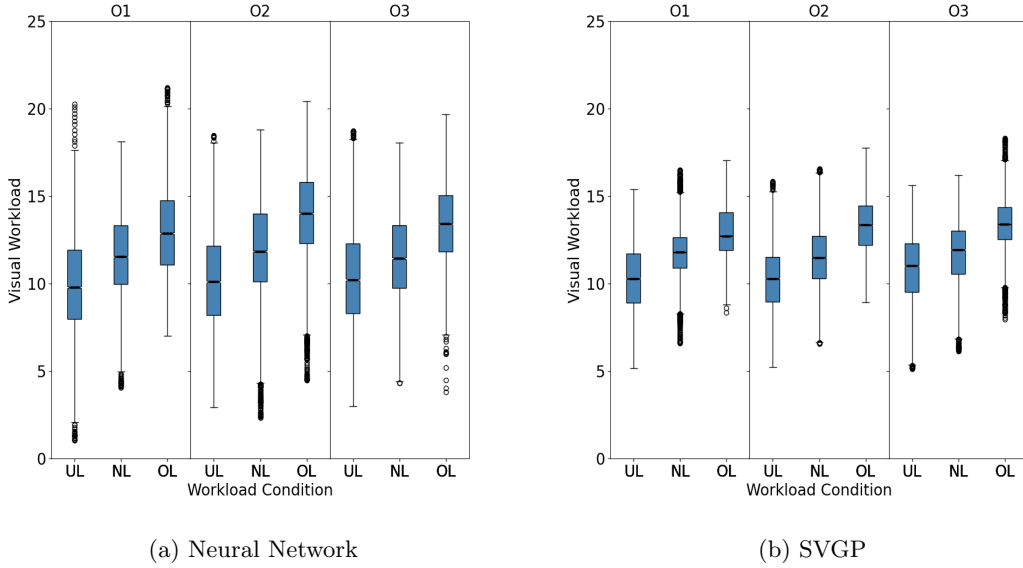 O1 O2 O3
25
20
15
10
5
0
Visual Workload
UL NL OL UL NL OL UL NL OL
Workload Condition
(a) Neural Network
O1 O2 O3
25
20
15
10
5
0
Visual Workload
UL NL OL UL NL OL UL NL OL
Workload Condition
(b) SVGP